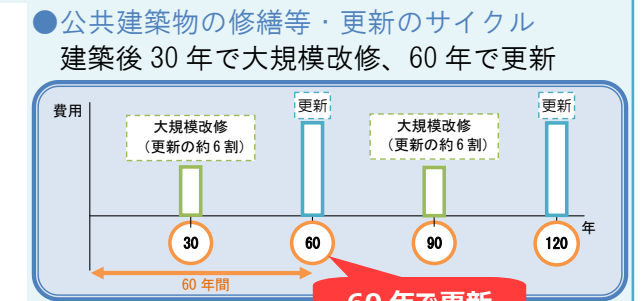 ●公共建築物の修繕等・更新のサイクル
建築後 30 年で大規模改修、60 年で更新
費用
大規模改修
(更新の約6割)
更新
大規模改修
(更新の約6割)
更新
30
60
90
120
年
60 年間
60 年で更新